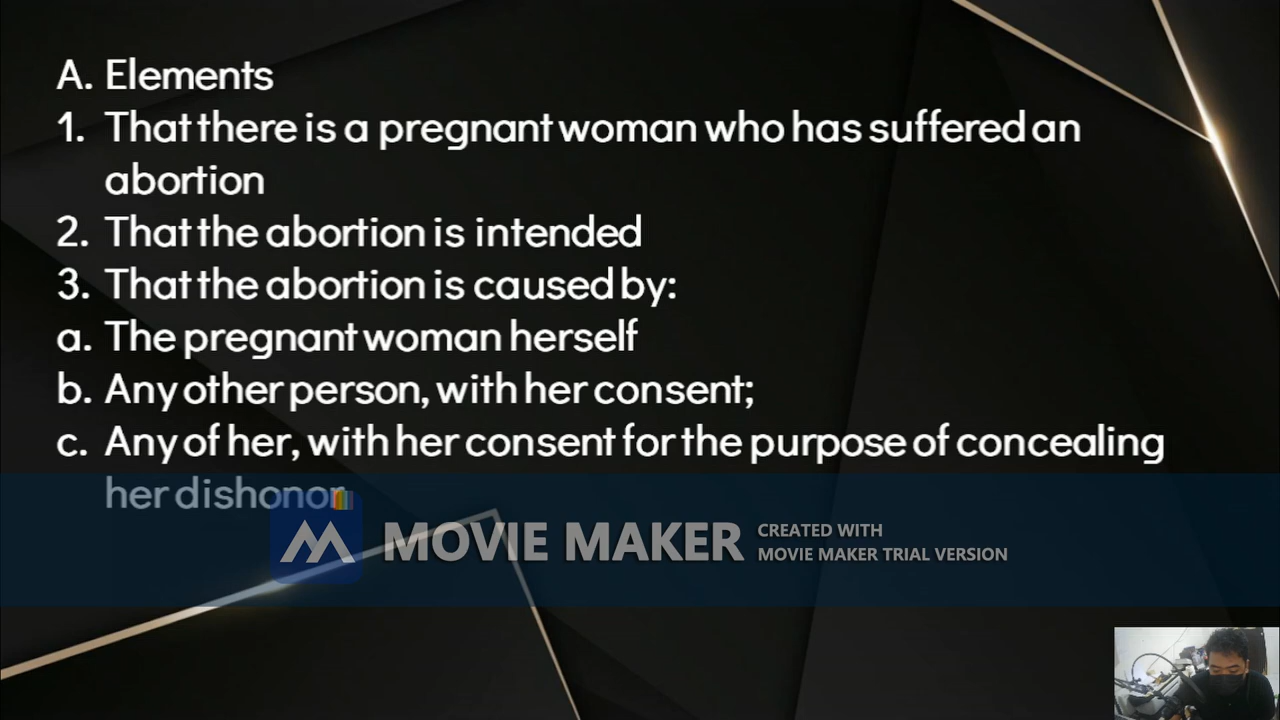 A. Elements
1. That there is a pregnant woman who has suffered an
abortion
2. That the abortion is intended
3. That the abortion is caused by:
a. The pregnant woman herself
b. Any other person, with her consent;
c. Any of her, with her consent for the purpose of concealing
her dishonor
MOVIE MAKER
CREATED WITH
MOVIE MAKER TRIAL VERSION